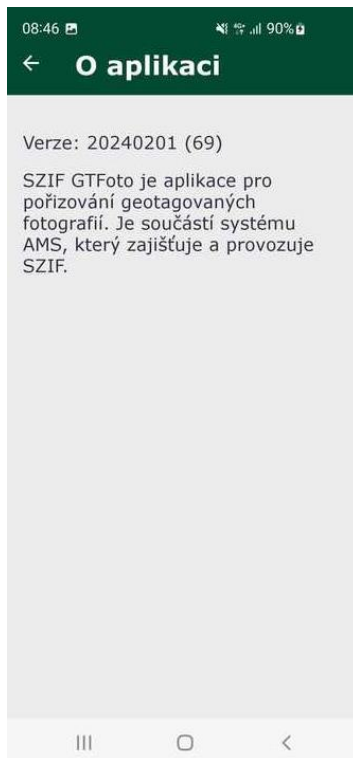 08:46 90%
O aplikaci
Verze: 20240201 (69)
SZIF GTFoto je aplikace pro
pořizování geotagovaných
fotografií. Je součástí systému
AMS, který zajišťuje a provozuje
SZIF.